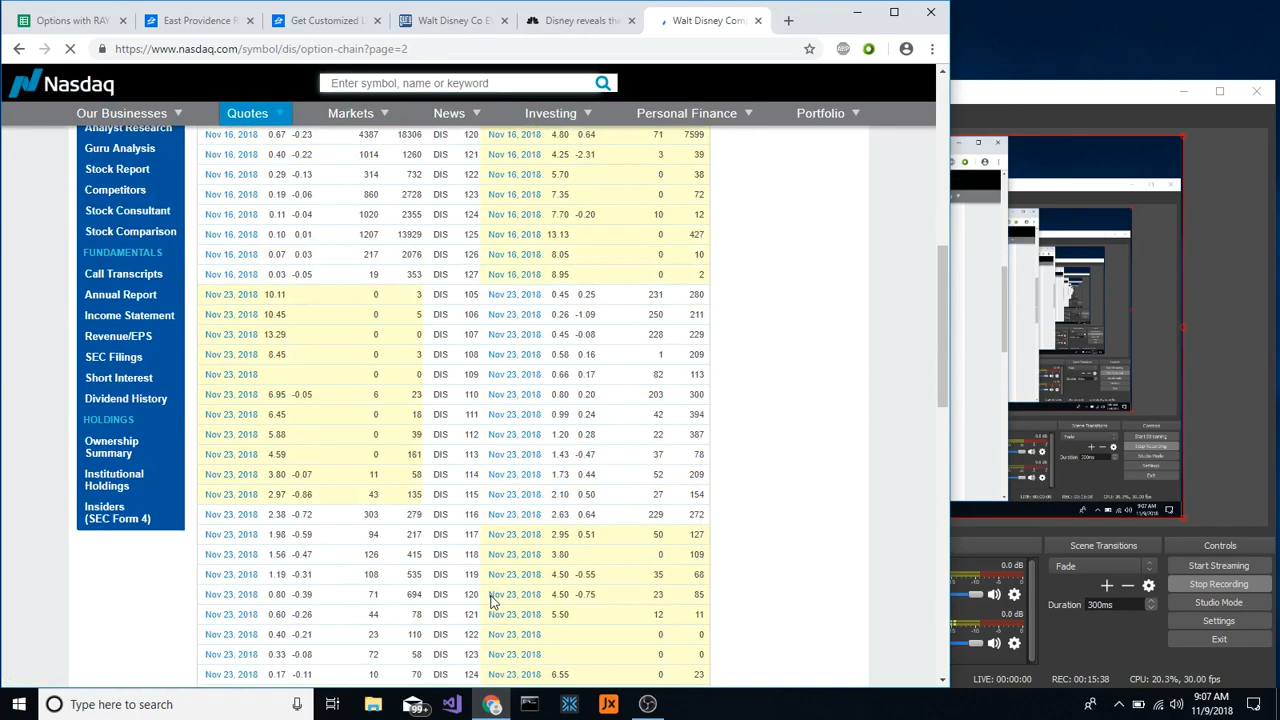 Options with RAY
East Providence R
Get Customized L
Walt Disney Co E
Disney reveals the
Walt Disney Com
https://www.nasdaq.com/symbol/dis/option-chain?page=2
ABP
Nasdaq
Enter symbol, name or keyword
Our Businesses
Quotes
Markets
News
Investing
Personal Finance
Portfolio
Analyst Research
Guru Analysis
Stock Report
Competitors
Stock Consultant
Stock Comparison
FUNDAMENTALS
Call Transcripts
Annual Report
Income Statement
Revenue/EPS
SEC Filings
Short Interest
Dividend History
HOLDINGS
Ownership
Summary
Institutional
Holdings
Insiders
(SEC Form 4)
Nov 16, 2018 0.67 -0.23 4387 18306 DIS 120 Nov 16, 2018 4.80 0.64 71 7599
Nov 16, 2018 0.40 -0.22 1014 1260 DIS 121 Nov 16, 2018 4.25 -2.31 3 39
Nov 16, 2018 0.29 -0.13 314 732 DIS 122 Nov 16, 2018 5.70 0 38
Nov 16, 2018 0.19 -0.04 860 2728 DIS 123 Nov 16, 2018 7.35 0 72
Nov 16, 2018 0.11 -0.04 1020 2355 DIS 124 Nov 16, 2018 7.70 -0.20 10 12
Nov 16, 2018 0.10 0.01 1207 13929 DIS 125 Nov 16, 2018 13.13 0 427
Nov 16, 2018 0.07 0.03 217 2076 DIS 126 Nov 16, 2018 8.05 0 10
Nov 16, 2018 0.03 -0.05 19 353 DIS 127 Nov 16, 2018 8.95 0 2
Nov 23, 2018 10.11 0 3 DIS 105 Nov 23, 2018 0.45 0.25 231 280
Nov 23, 2018 10.45 0 5 DIS 106 Nov 23, 2018 0.26 -1.09 250 211
Nov 23, 2018 13.25 0 0 DIS 107 Nov 23, 2018 0.45 -0.08 228 229
Nov 23, 2018 8.45 0 3 DIS 108 Nov 23, 2018 0.58 0.16 1 209
Nov 23, 2018 0 0 DIS 109 Nov 23, 2018 0.66 0.17 82 113
Nov 23, 2018 6.95 -0.05 6 23 DIS 110 Nov 23, 2018 0.80 0.20 203 300
Nov 23, 2018 6.45 0 18 DIS 111 Nov 23, 2018 0.99 0.24 42 394
Nov 23, 2018 5.88 0 39 DIS 112 Nov 23, 2018 1.20 0.28 22 387
Nov 23, 2018 4.59 0 161 DIS 113 Nov 23, 2018 1.43 -0.47 37 78
Nov 23, 2018 3.80 -0.07 11 58 DIS 114 Nov 23, 2018 1.73 0.44 52 209
Nov 23, 2018 2.97 -0.86 43 135 DIS 115 Nov 23, 2018 2.10 0.50 27 154
Nov 23, 2018 2.38 -0.67 303 279 DIS 116 Nov 23, 2018 2.63 0.64 229 272
Nov 23, 2018 1.98 -0.59 94 217 DIS 117 Nov 23, 2018 2.95 0.51 50 127
Nov 23, 2018 1.56 -0.47 126 415 DIS 118 Nov 23, 2018 3.80 0 109
Nov 23, 2018 1.19 -0.31 108 535 DIS 119 Nov 23, 2018 4.50 -0.55 35 68
Nov 23, 2018 0.80 -0.39 71 694 DIS 120 Nov 23, 2018 4.50 -0.75 23 85
Nov 23, 2018 0.60 -0.26 44 78 DIS 121 Nov 23, 2018 5.50 12 11
Nov 23, 2018 0.40 -0.21 23 110 DIS 122 Nov 23, 2018 0 0
Nov 23, 2018 0.33 -0.08 72 58 DIS 123 Nov 23, 2018 0 0
Nov 23, 2018 0.17 -0.11 10 70 DIS 124 Nov 23, 2018 6.55 0 23
Scene Transitions
Controls
Fade
Duration 300ms
0.0 dB
0.0 dB
Start Streaming
Stop Recording
Studio Mode
Settings
Exit
LIVE: 00:00:00
REC: 00:15:38
CPU: 20.3%, 30.00 fps
Type here to search
99+
9:07 AM
11/9/2018